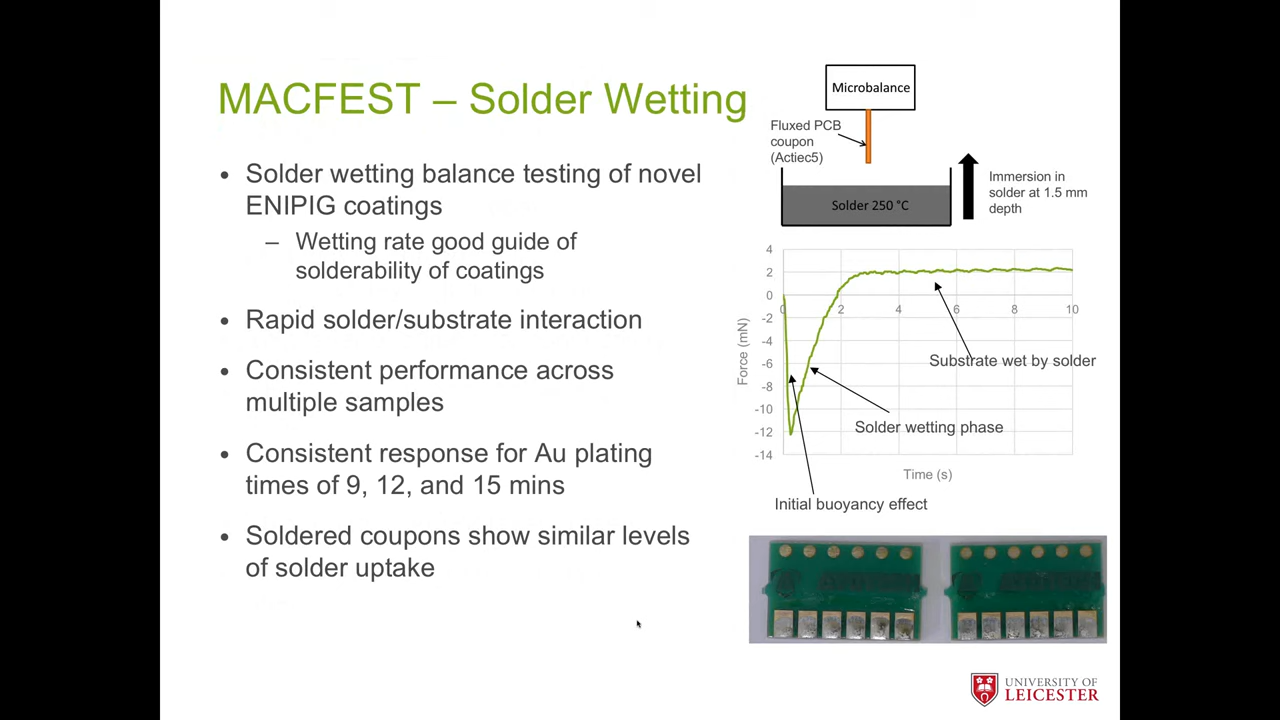 MACFEST – Solder Wetting
• Solder wetting balance testing of novel
ENIPIG coatings
– Wetting rate good guide of
solderability of coatings
• Rapid solder/substrate interaction
• Consistent performance across
multiple samples
• Consistent response for Au plating
times of 9, 12, and 15 mins
• Soldered coupons show similar levels
of solder uptake
Microbalance
Fluxed PCB
coupon
(Actiec5)
Solder 250 °C
Immersion in
solder at 1.5 mm
depth
4
2
0
-2
-4
-6
-8
-10
-12
-14
0 2 4 6 8 10
Force (mN)
Time (s)
Substrate wet by solder
Solder wetting phase
Initial buoyancy effect
UNIVERSITY OF
LEICESTER